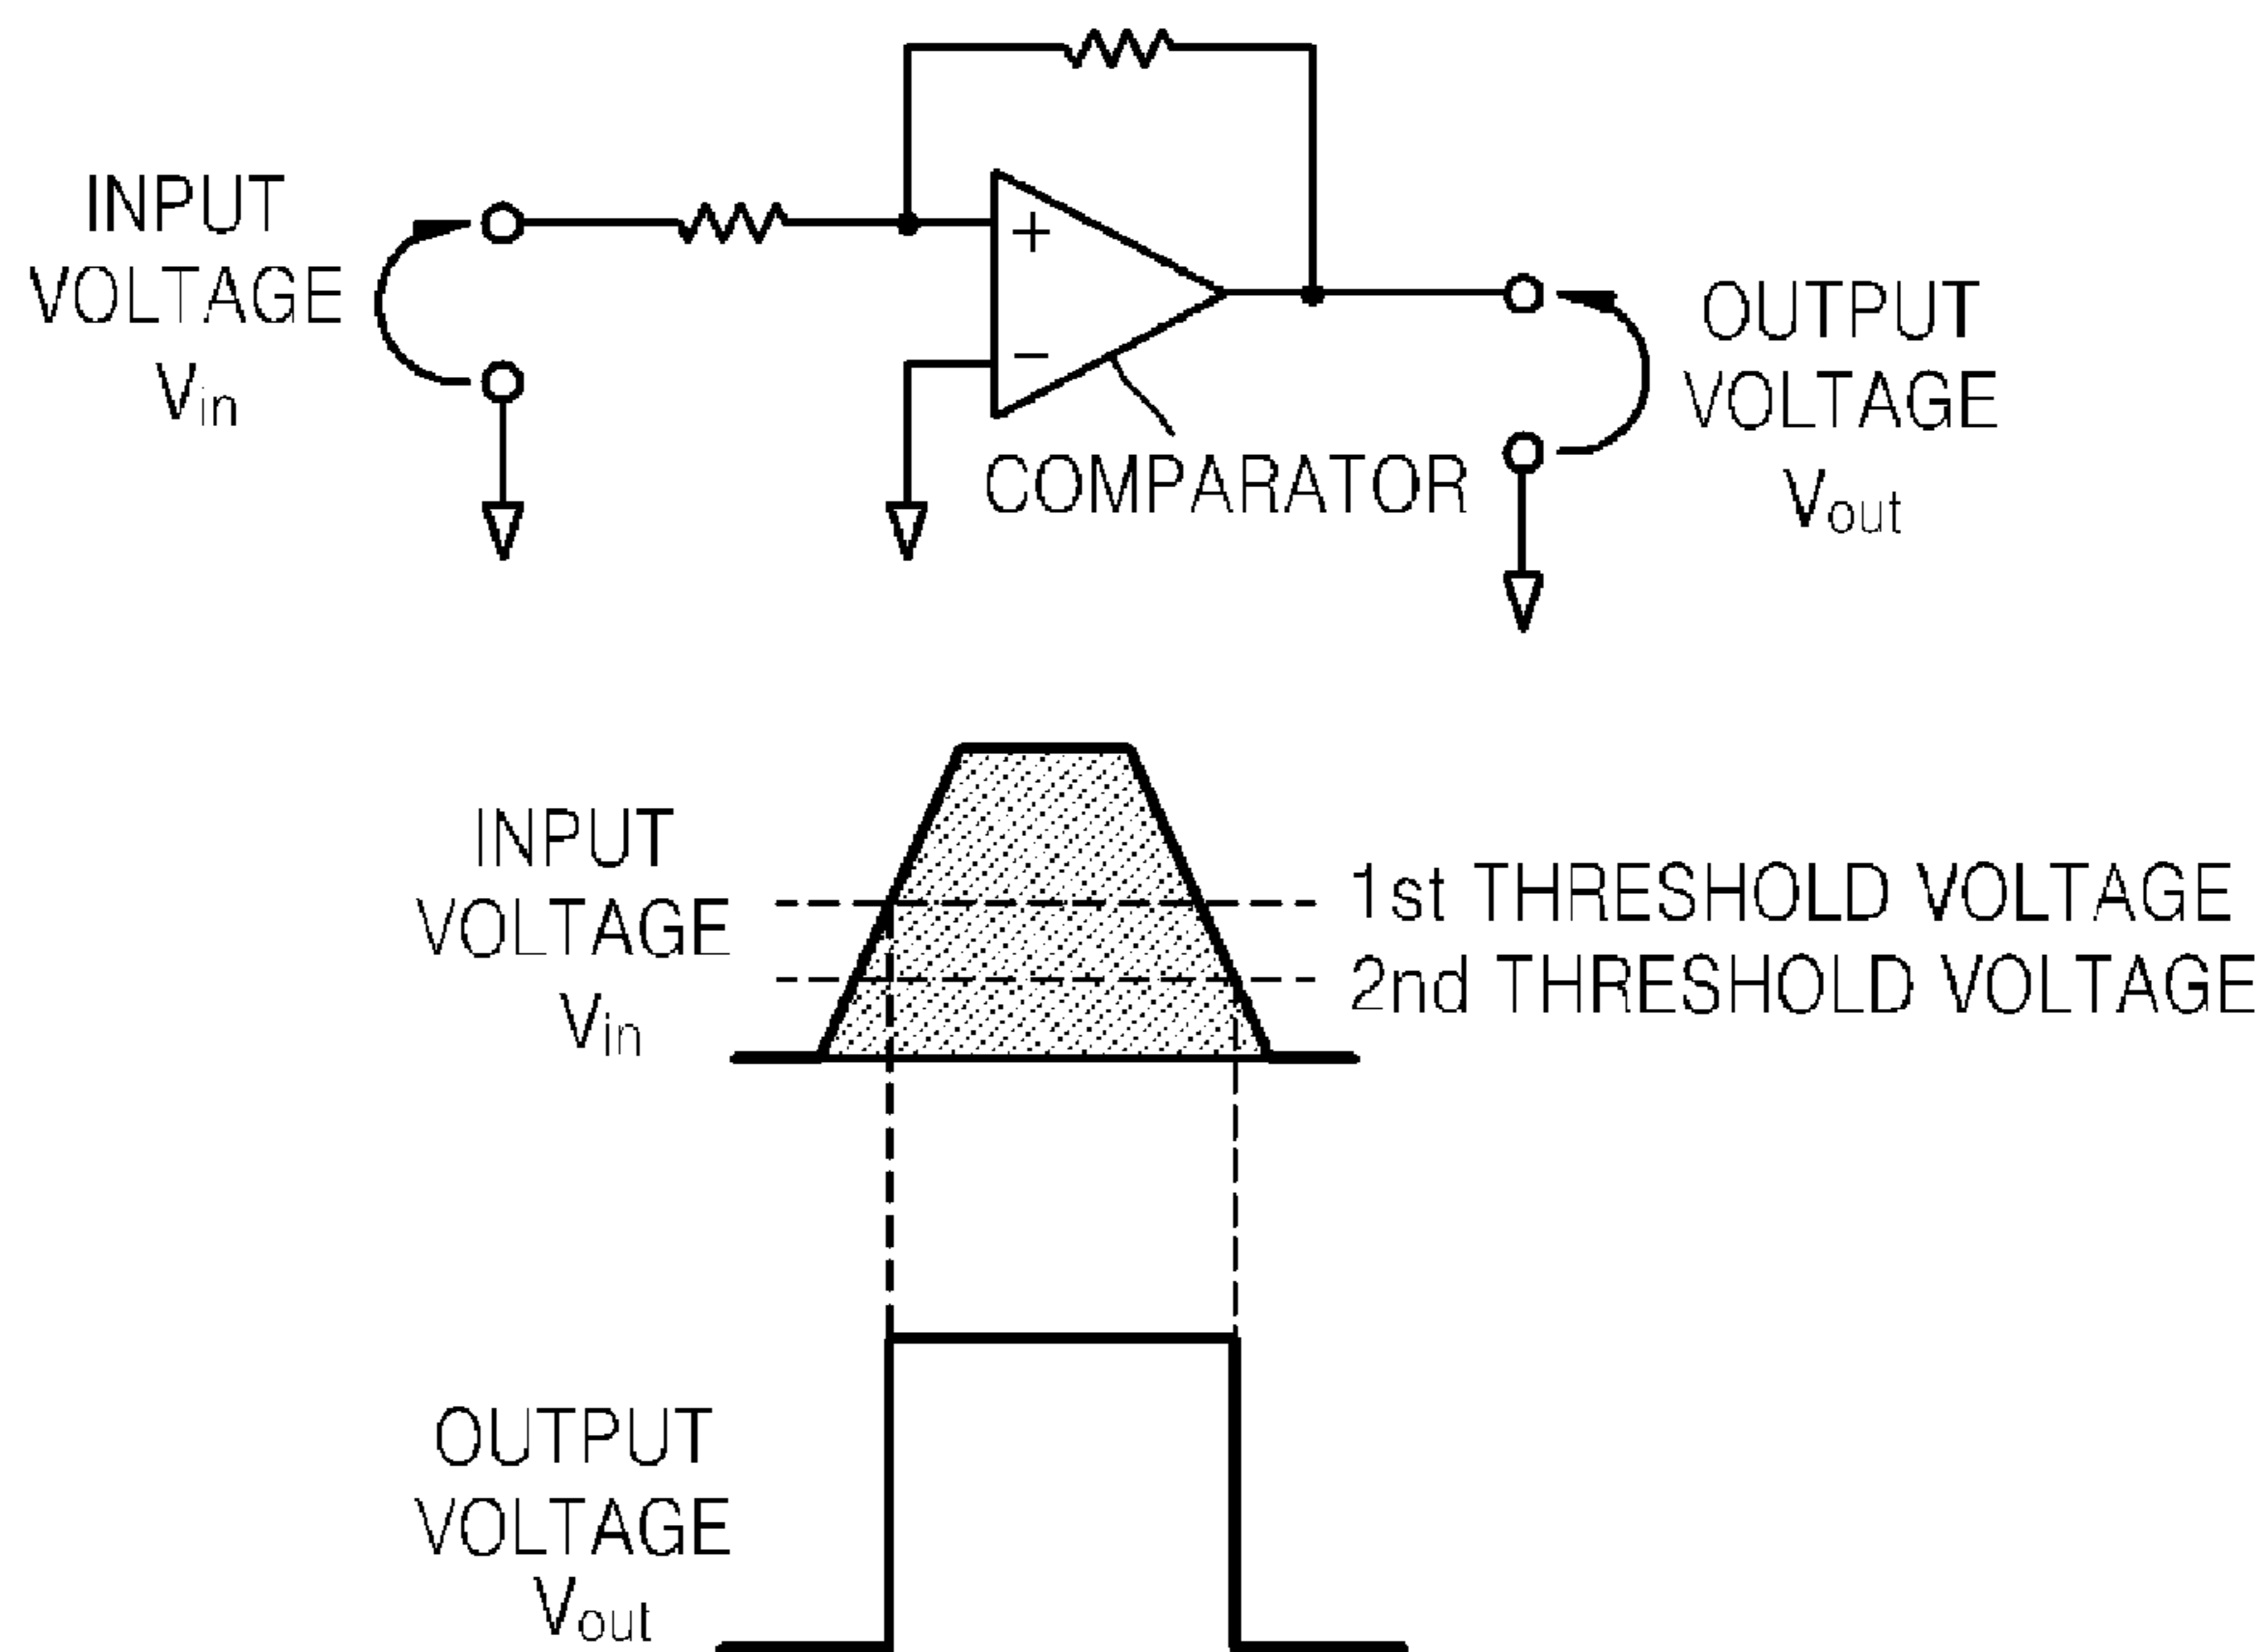 INPUT
VOLTAGE
Vin
+
−
COMPARATOR
OUTPUT
VOLTAGE
Vout
INPUT
VOLTAGE
Vin
1st THRESHOLD VOLTAGE
2nd THRESHOLD VOLTAGE
OUTPUT
VOLTAGE
Vout